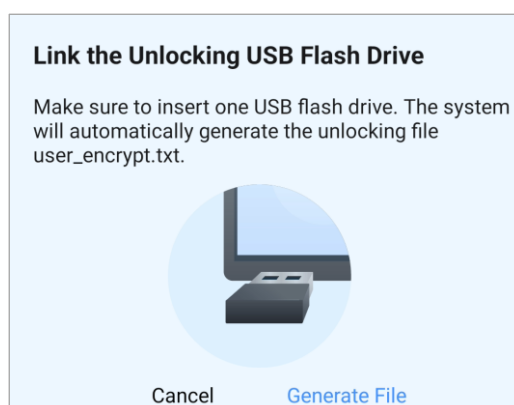 Link the Unlocking USB Flash Drive
Make sure to insert one USB flash drive. The system
will automatically generate the unlocking file
user_encrypt.txt.
Cancel
Generate File